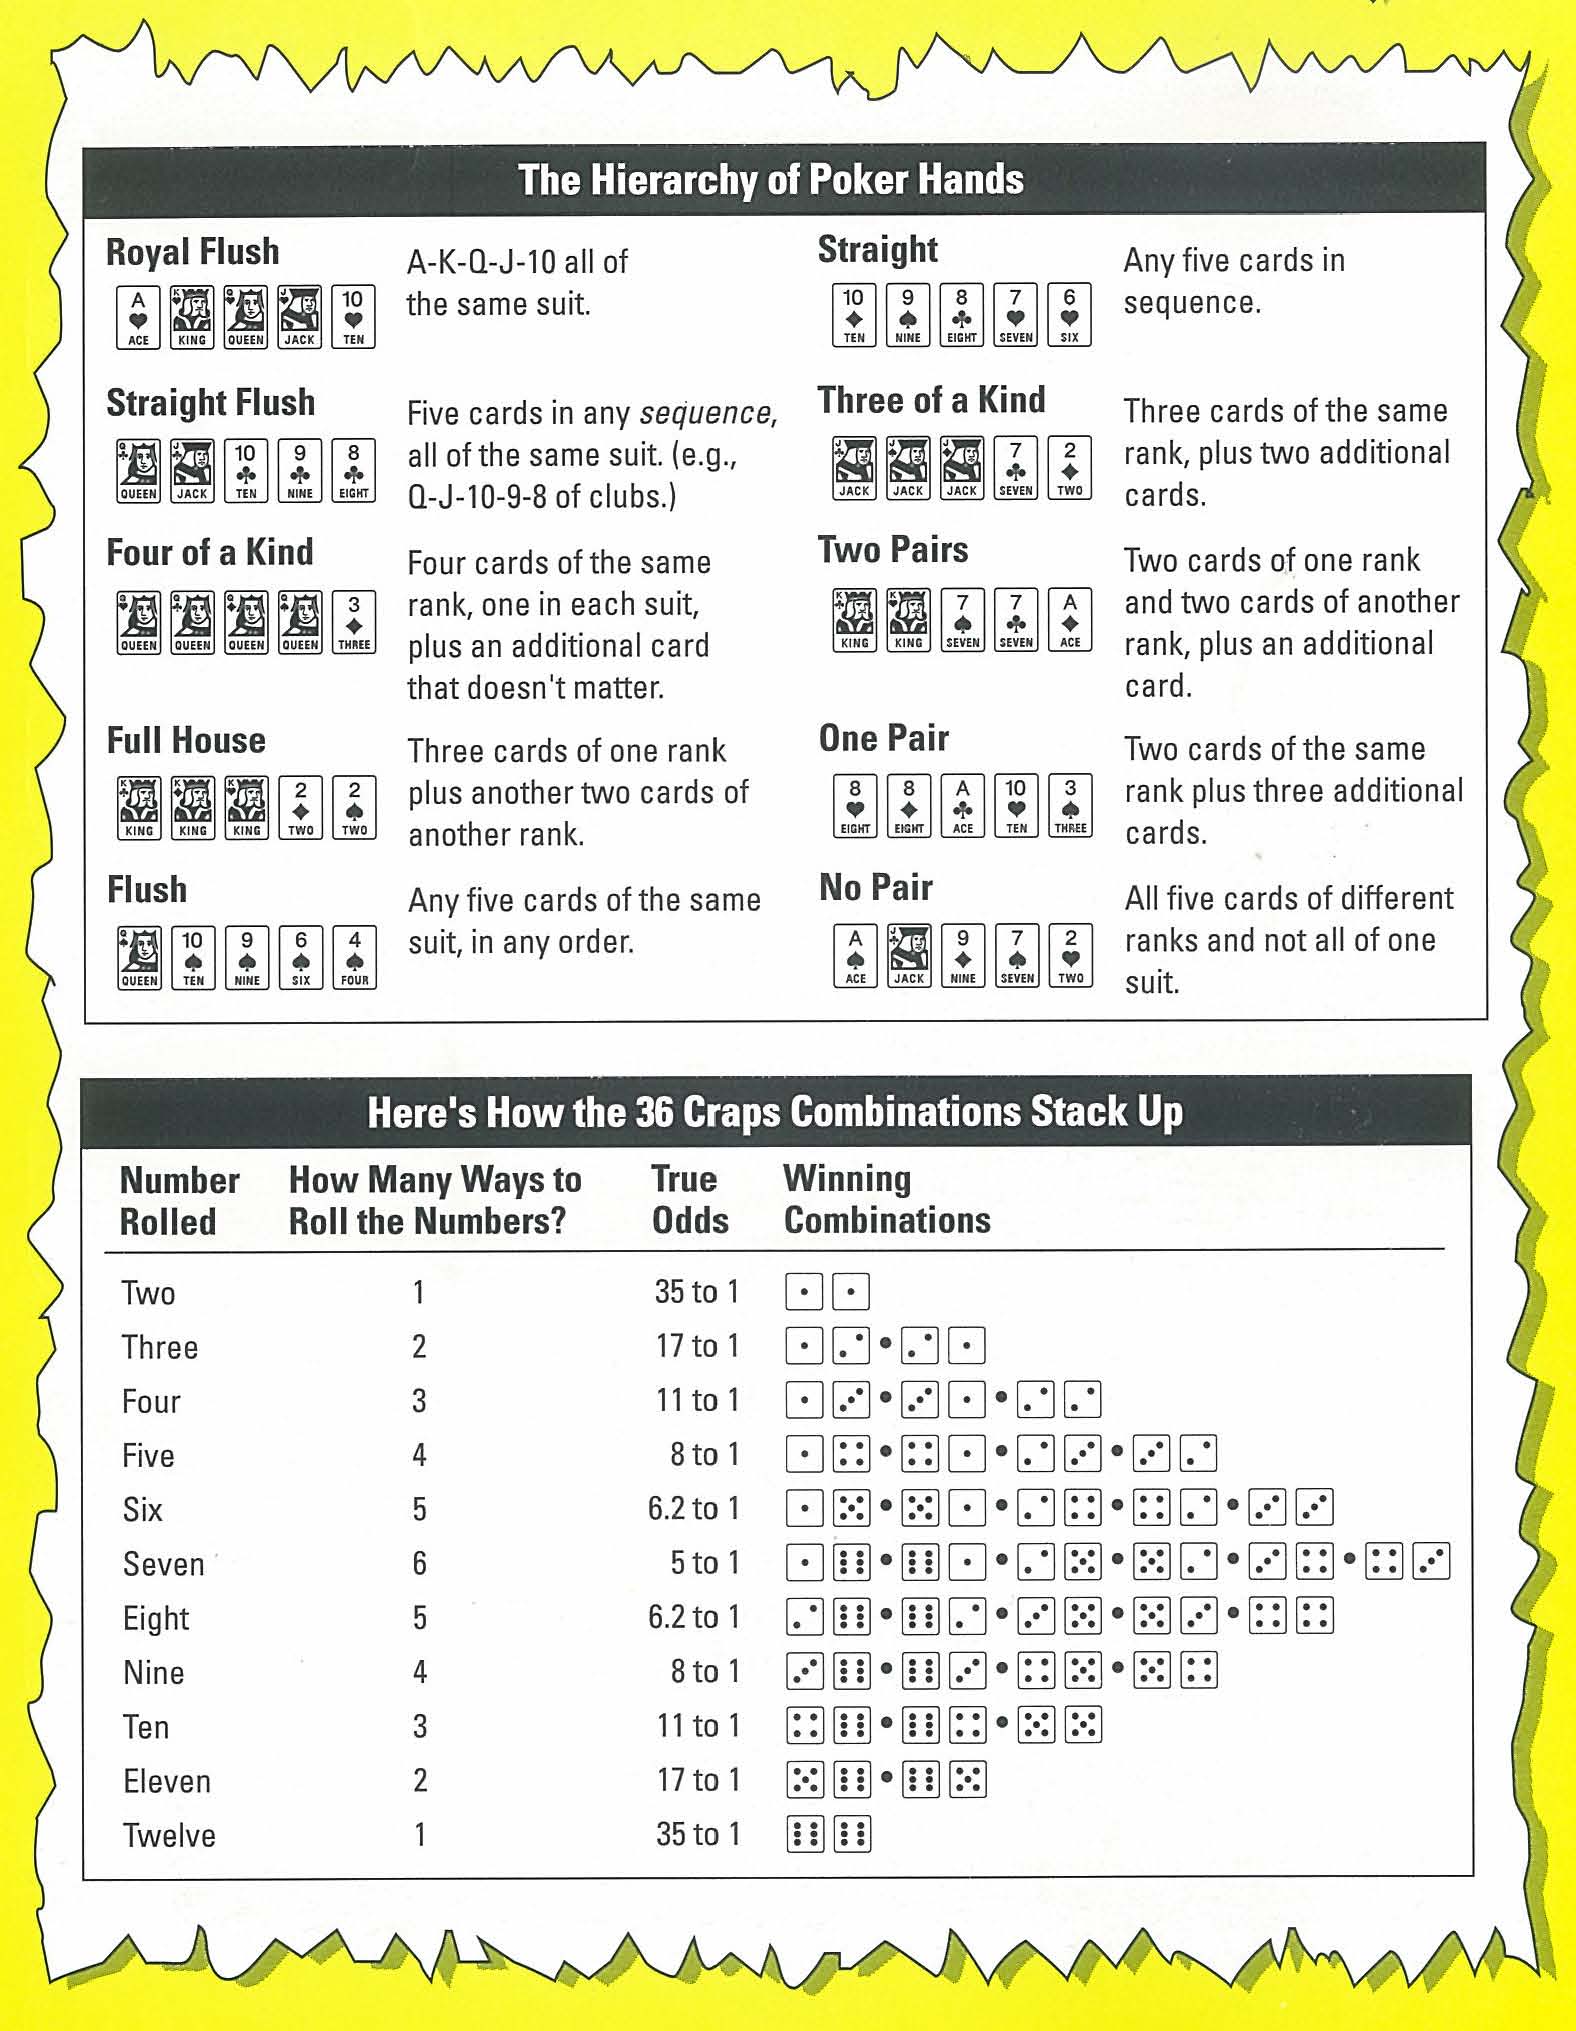 The Hierarchy of Poker Hands
Royal Flush
A ACE K KING Q QUEEN J JACK 10 TEN
A-K-Q-J-10 all of
the same suit.
Straight Flush
Q QUEEN J JACK 10 TEN 9 NINE 8 EIGHT
Five cards in any sequence,
all of the same suit. (e.g.,
Q-J-10-9-8 of clubs.)
Four of a Kind
Q QUEEN Q QUEEN Q QUEEN Q QUEEN 3 THREE
Four cards of the same
rank, one in each suit,
plus an additional card
that doesn't matter.
Full House
K KING K KING K KING 2 TWO 2 TWO
Three cards of one rank
plus another two cards of
another rank.
Flush
Q QUEEN 10 TEN 9 NINE 6 SIX 4 FOUR
Any five cards of the same
suit, in any order.
Straight
10 TEN 9 NINE 8 EIGHT 7 SEVEN 6 SIX
Any five cards in
sequence.
Three of a Kind
J JACK J JACK J JACK 7 SEVEN 2 TWO
Three cards of the same
rank, plus two additional
cards.
Two Pairs
K KING K KING 7 SEVEN 7 SEVEN A ACE
Two cards of one rank
and two cards of another
rank, plus an additional
card.
One Pair
8 EIGHT 8 EIGHT A ACE 10 TEN 3 THREE
Two cards of the same
rank plus three additional
cards.
No Pair
A ACE J JACK 9 NINE 7 SEVEN 2 TWO
All five cards of different
ranks and not all of one
suit.
Here's How the 36 Craps Combinations Stack Up
Number How Many Ways to True Winning
Rolled Roll the Numbers? Odds Combinations
Two 1 35 to 1
Three 2 17 to 1
Four 3 11 to 1
Five 4 8 to 1
Six 5 6.2 to 1
Seven 6 5 to 1
Eight 5 6.2 to 1
Nine 4 8 to 1
Ten 3 11 to 1
Eleven 2 17 to 1
Twelve 1 35 to 1